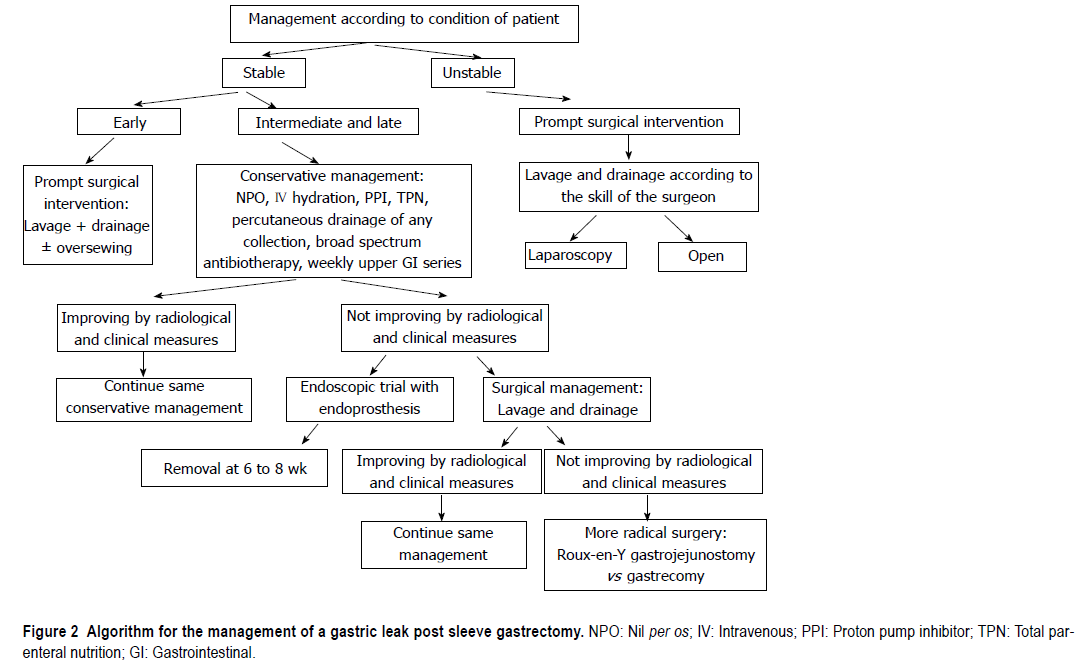 Management according to condition of patient
Stable
Unstable
Early
Intermediate and late
Prompt surgical intervention
Prompt surgical
intervention:
Lavage + drainage
± oversewing
Conservative management:
NPO, IV hydration, PPI, TPN,
percutaneous drainage of any
collection, broad spectrum
antibiotherapy, weekly upper GI series
Lavage and drainage according to
the skill of the surgeon
Laparoscopy
Open
Improving by radiological
and clinical measures
Not improving by radiological
and clinical measures
Continue same
conservative management
Endoscopic trial with
endoprosthesis
Surgical management:
Lavage and drainage
Removal at 6 to 8 wk
Improving by radiological
and clinical measures
Not improving by radiological
and clinical measures
Continue same
management
More radical surgery:
Roux-en-Y gastrojejunostomy
vs gastrecomy
Figure 2 Algorithm for the management of a gastric leak post sleeve gastrectomy. NPO: Nil per os; IV: Intravenous; PPI: Proton pump inhibitor; TPN: Total par-
enteral nutrition; GI: Gastrointestinal.